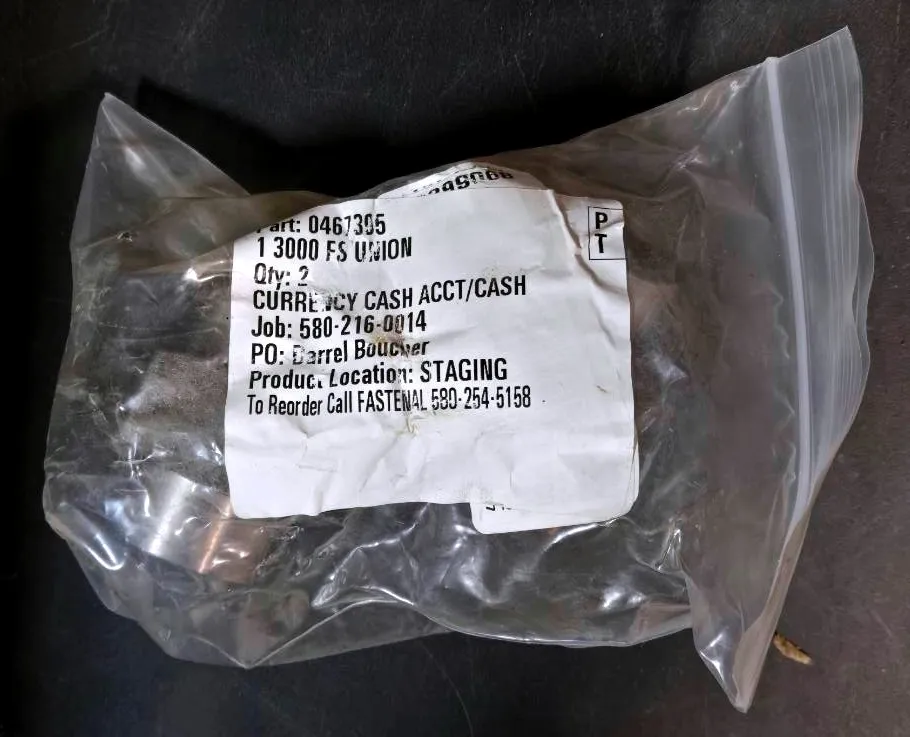 Part: 0461395
1 3000 FS UNION
Qty: 2
CURRENCY CASH ACCT/CASH
Job: 580-216-0014
PO: Darrel Boucher
Product Location: STAGING
To Reorder Call FASTENAL 580-254-5158
P
T